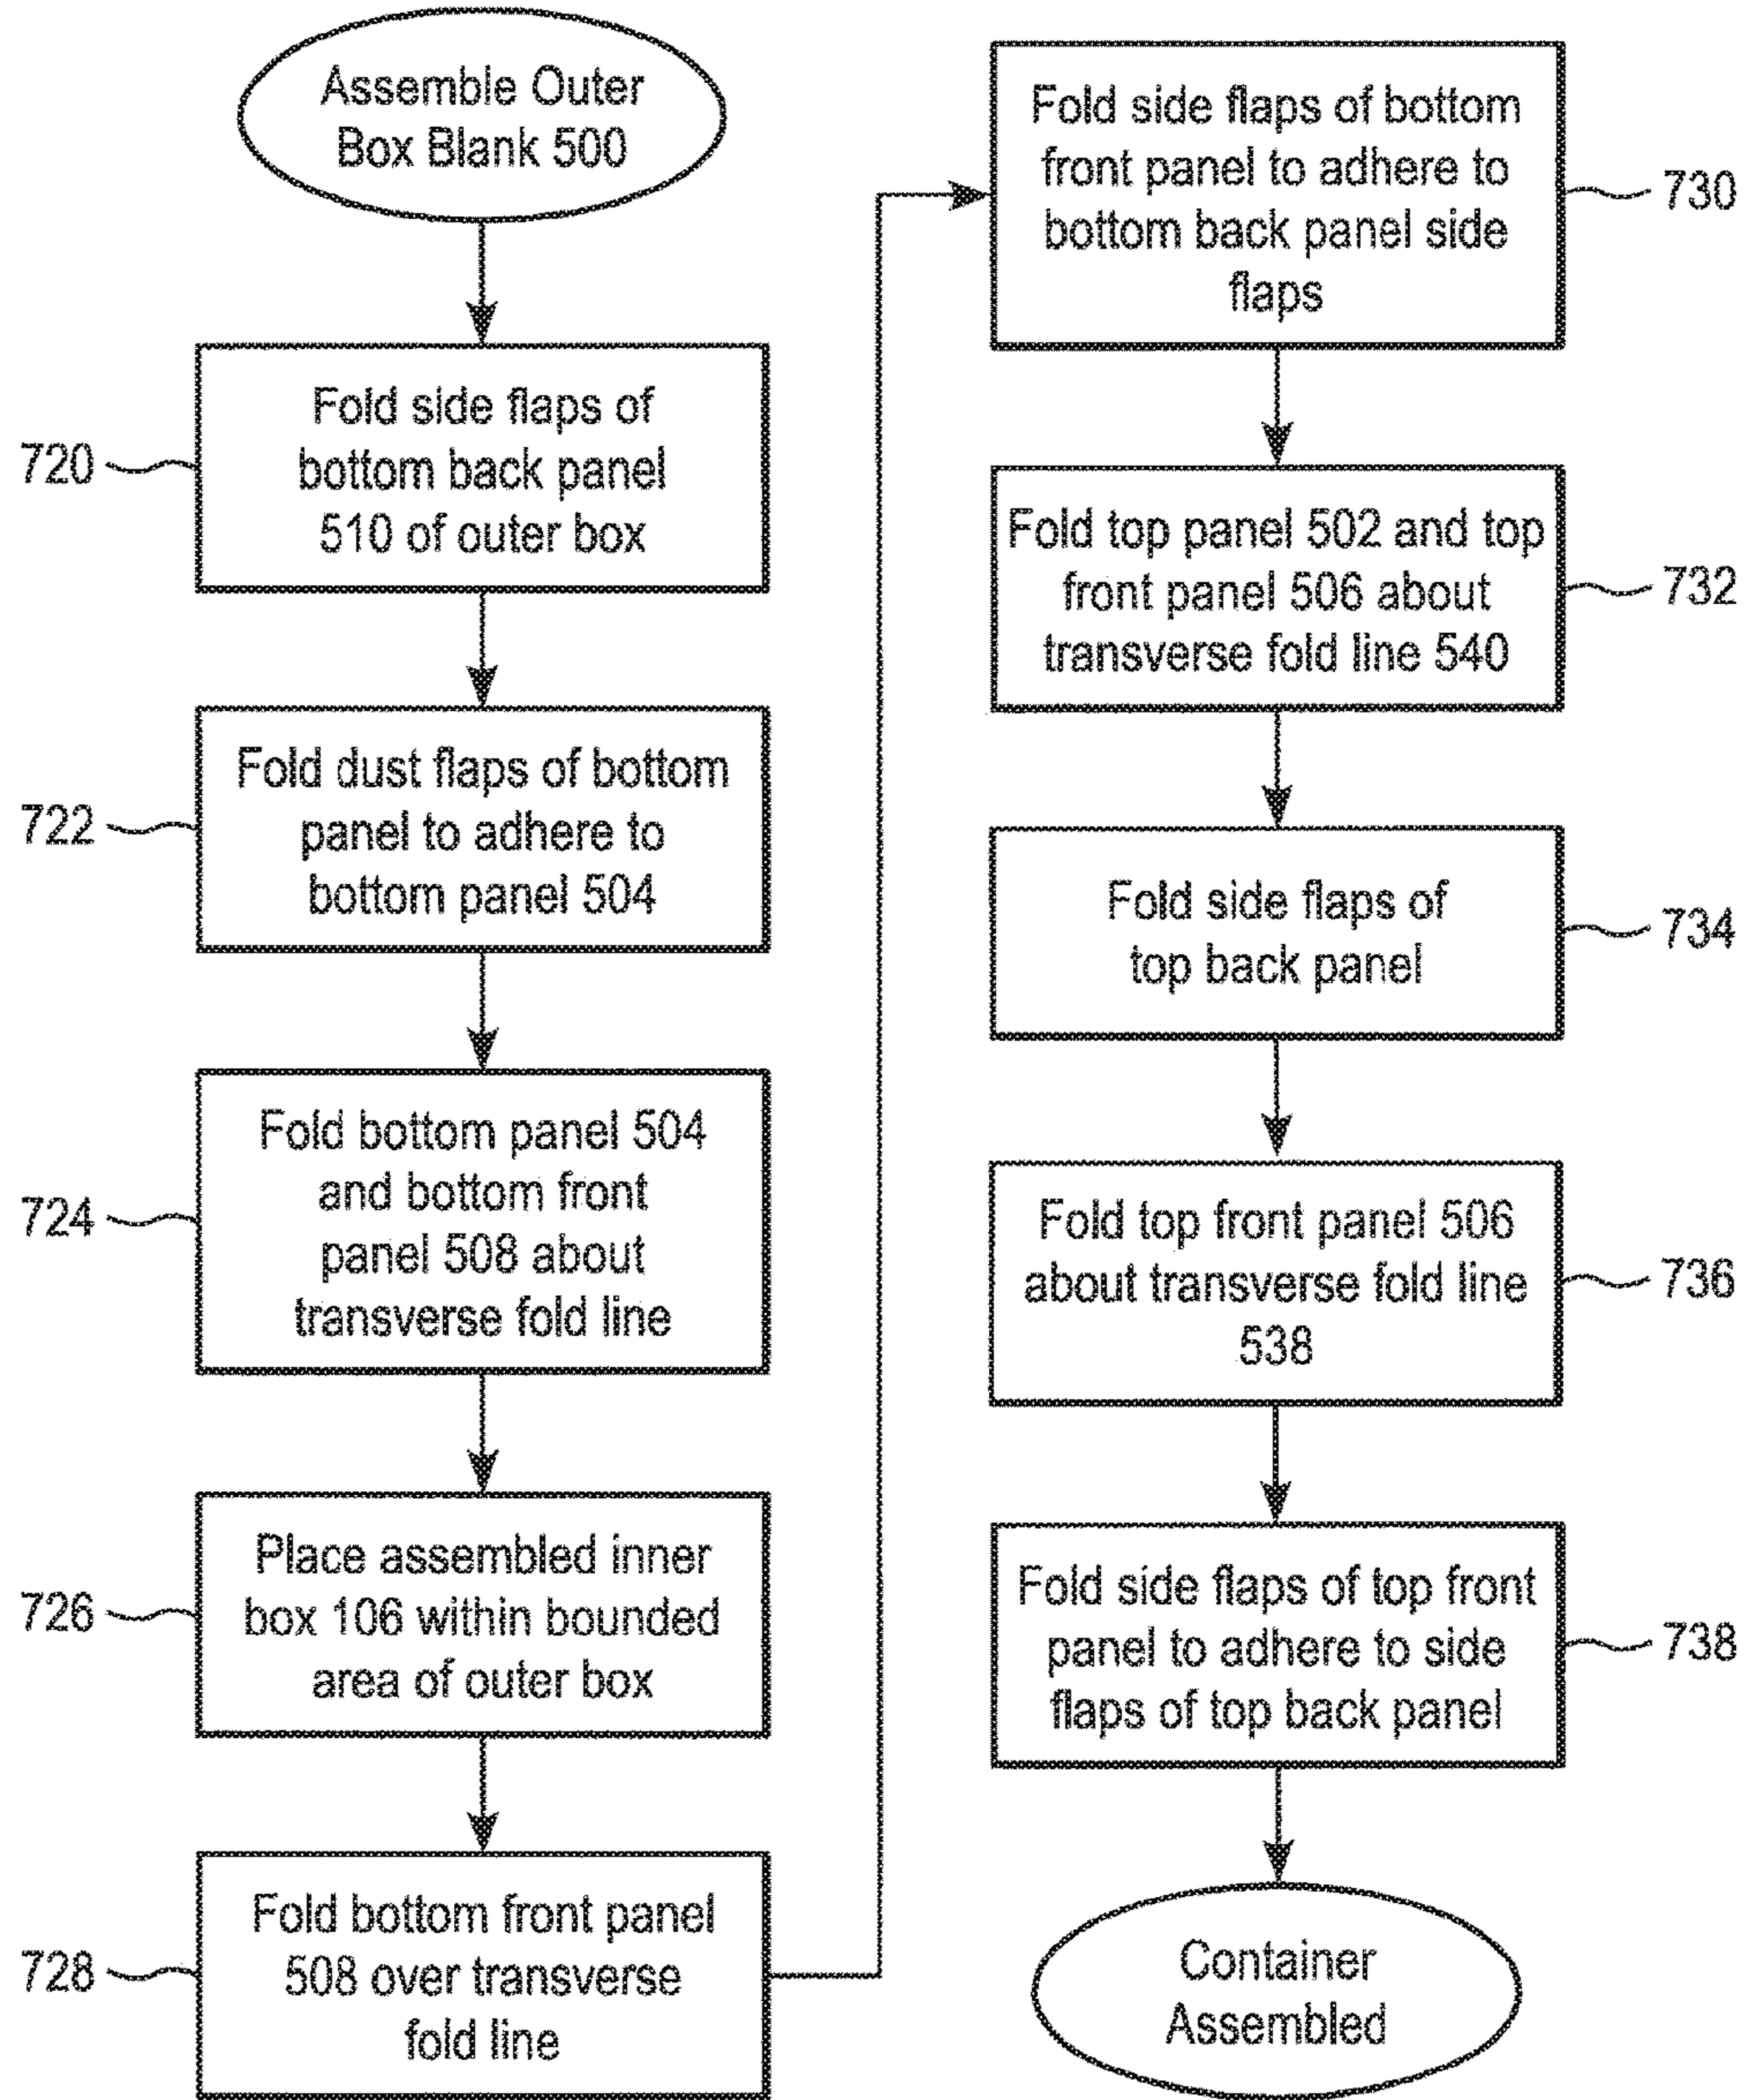 Assemble Outer
Box Blank 500
720
Fold side flaps of
bottom back panel
510 of outer box
722
Fold dust flaps of bottom
panel to adhere to
bottom panel 504
724
Fold bottom panel 504
and bottom front
panel 508 about
transverse fold line
726
Place assembled inner
box 106 within bounded
area of outer box
728
Fold bottom front panel
508 over transverse
fold line
Fold side flaps of bottom
front panel to adhere to
bottom back panel side
flaps
730
Fold top panel 502 and top
front panel 506 about
transverse fold line 540
732
Fold side flaps of
top back panel
734
Fold top front panel 506
about transverse fold line
538
736
Fold side flaps of top front
panel to adhere to side
flaps of top back panel
738
Container
Assembled